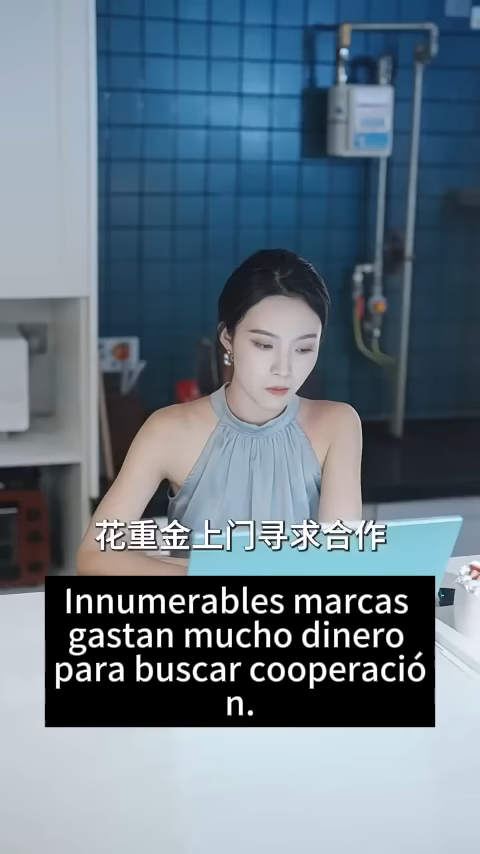 花重金上门寻求合作
Innumerables marcas
gastan mucho dinero
para buscar cooperació
n.